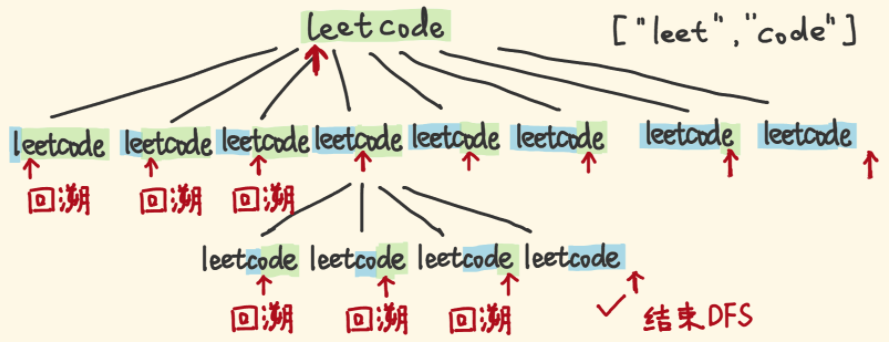 leetcode ["leet","code"]
leetcode leetcode leetcode leetcode leetcode leetcode leetcode leetcode
回溯 回溯 回溯
leetcode leetcode leetcode leetcode
回溯 回溯 回溯 结束DFS